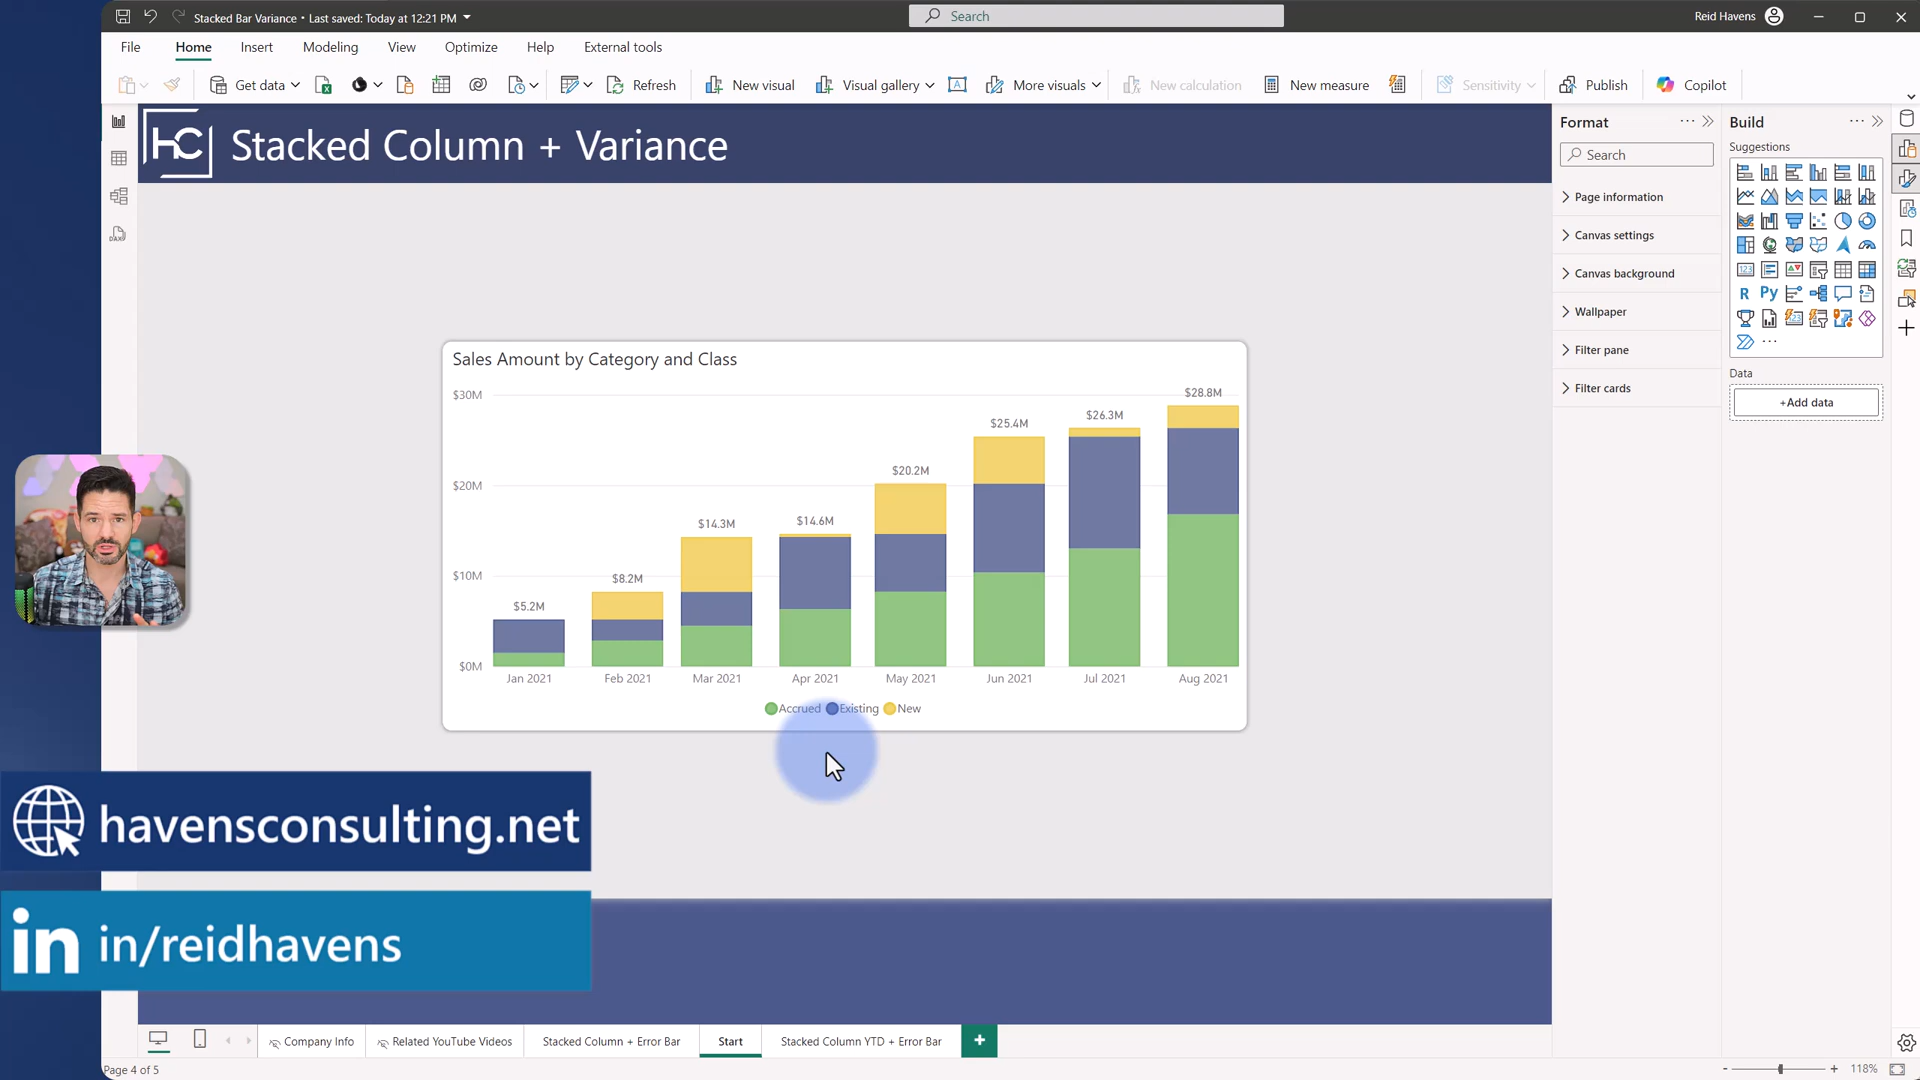 Stacked Bar Variance • Last saved: Today at 12:21 PM
Search
Reid Havens
File
Home
Insert
Modeling
View
Optimize
Help
External tools
Get data
Refresh
New visual
Visual gallery
More visuals
New calculation
New measure
Sensitivity
Publish
Copilot
HC
Stacked Column + Variance
Format
Search
Page information
Canvas settings
Canvas background
Wallpaper
Filter pane
Filter cards
Build
Suggestions
R
Py
Data
+Add data
DAX
Sales Amount by Category and Class
$30M
$20M
$10M
$0M
$5.2M
$8.2M
$14.3M
$14.6M
$20.2M
$25.4M
$26.3M
$28.8M
Jan 2021
Feb 2021
Mar 2021
Apr 2021
May 2021
Jun 2021
Jul 2021
Aug 2021
Accrued
Existing
New
havensconsulting.net
in in/reidhavens
Company Info
Related YouTube Videos
Stacked Column + Error Bar
Start
Stacked Column YTD + Error Bar
+
Page 4 of 5
- + 118%